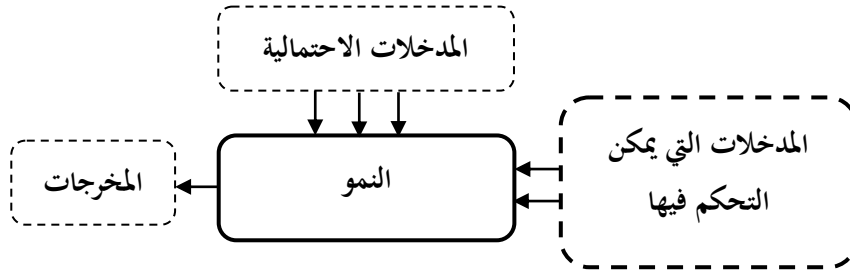 المدخلات الاحتمالية
المدخلات التي يمكن
التحكم فيها
النمو
المخرجات